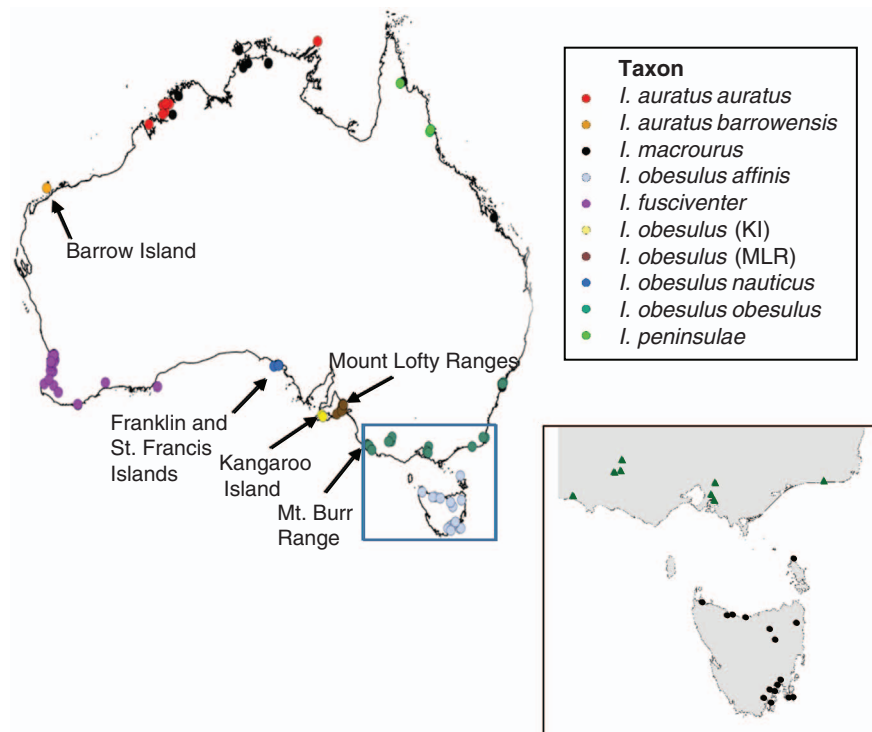 Taxon
I. auratus auratus
I. auratus barrowensis
I. macrourus
I. obesulus affinis
I. fusciventer
I. obesulus (KI)
I. obesulus (MLR)
I. obesulus nauticus
I. obesulus obesulus
I. peninsulae
Barrow Island
Mount Lofty Ranges
Franklin and
St. Francis
Islands
Kangaroo
Island
Mt. Burr
Range